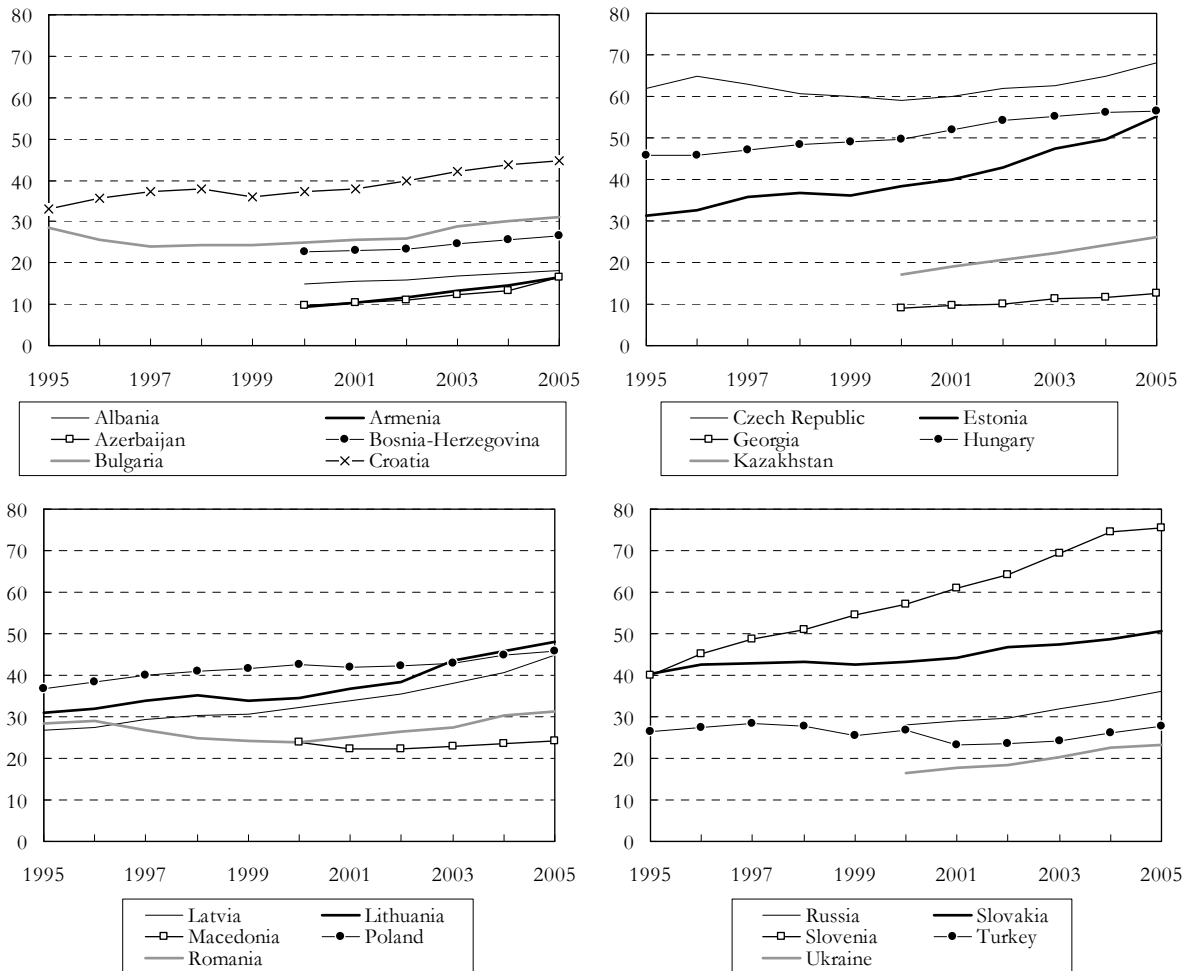 80
70
60
50
40
30
20
10
0
1995 1997 1999 2001 2003 2005
Albania Armenia
Azerbaijan Bosnia-Herzegovina
Bulgaria Croatia
80
70
60
50
40
30
20
10
0
1995 1997 1999 2001 2003 2005
Czech Republic Estonia
Georgia Hungary
Kazakhstan
80
70
60
50
40
30
20
10
0
1995 1997 1999 2001 2003 2005
Latvia Lithuania
Macedonia Poland
Romania
80
70
60
50
40
30
20
10
0
1995 1997 1999 2001 2003 2005
Russia Slovakia
Slovenia Turkey
Ukraine